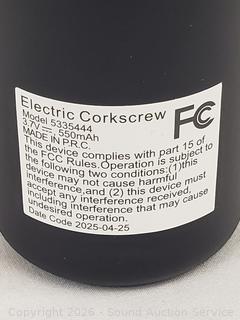 Electric Corkscrew
Model 5335444
3.7V⎓ 550mAh
MADE IN P.R.C.
FC
This device complies with part 15 of
the FCC Rules.Operation is subject to
the following two conditions:(1)this
device may not cause harmful
interference,and (2) this device must
accept any interference received,
including interference that may cause
undesired operation.
Date Code 2025-04-25
Copyright 2026 - Sound Auction Service